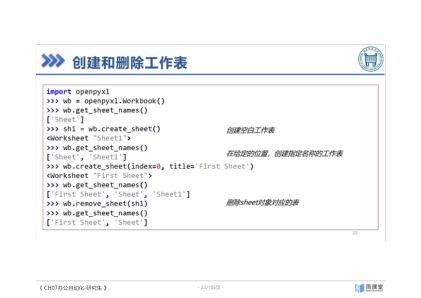 创建和删除工作表
import openpyxl
>>> wb = openpyxl.Workbook()
>>> wb.get_sheet_names()
['Sheet']
>>> sh1 = wb.create_sheet()
创建空白工作表
<Worksheet "Sheet1">
>>> wb.get_sheet_names()
['Sheet', 'Sheet1']
在给定的位置，创建指定名称的工作表
>>> wb.create_sheet(index=0, title='First Sheet')
<Worksheet "First Sheet">
>>> wb.get_sheet_names()
['First Sheet', 'Sheet', 'Sheet1']
>>> wb.remove_sheet(sh1)
删除sheet对象对应的表
>>> wb.get_sheet_names()
['First Sheet', 'Sheet']
《CH07办公自动化-研究生》
雨课堂